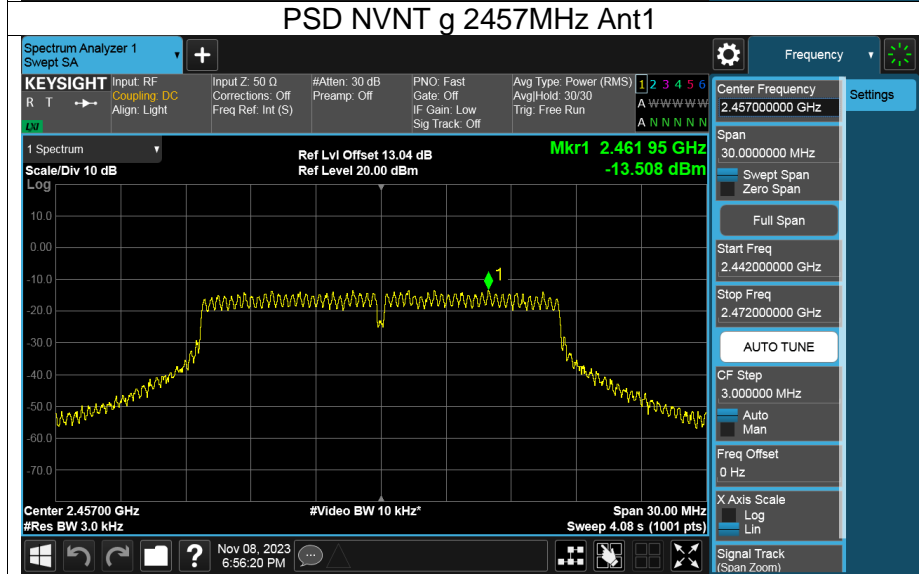 PSD NVNT g 2457MHz Ant1
Spectrum Analyzer 1
Swept SA
+
Frequency
KEYSIGHT
R T
LXI
Input: RF
Coupling: DC
Align: Light
Input Z: 50 Ω
Corrections: Off
Freq Ref: Int (S)
#Atten: 30 dB
Preamp: Off
PNO: Fast
Gate: Off
IF Gain: Low
Sig Track: Off
Avg Type: Power (RMS)
Avg|Hold: 30/30
Trig: Free Run
1 2 3 4 5 6
A W W W W W
A N N N N N
1 Spectrum
Scale/Div 10 dB
Log
Ref Lvl Offset 13.04 dB
Ref Level 20.00 dBm
Mkr1 2.461 95 GHz
-13.508 dBm
10.0
0.00
-10.0
-20.0
-30.0
-40.0
-50.0
-60.0
-70.0
1
Center 2.45700 GHz
#Res BW 3.0 kHz
#Video BW 10 kHz*
Span 30.00 MHz
Sweep 4.08 s (1001 pts)
?
Nov 08, 2023
6:56:20 PM
Center Frequency
2.457000000 GHz
Settings
Span
30.0000000 MHz
Swept Span
Zero Span
Full Span
Start Freq
2.442000000 GHz
Stop Freq
2.472000000 GHz
AUTO TUNE
CF Step
3.000000 MHz
Auto
Man
Freq Offset
0 Hz
X Axis Scale
Log
Lin
Signal Track
(Span Zoom)